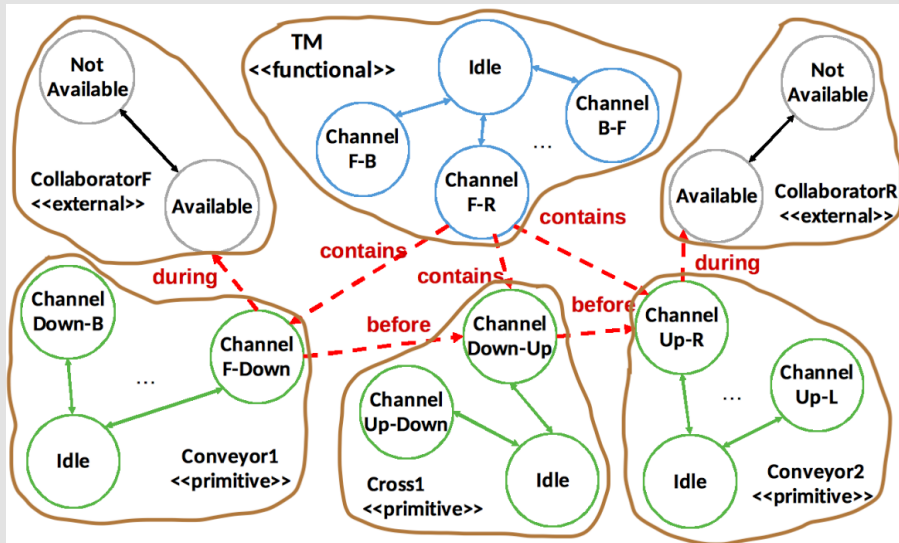 Not
Available
CollaboratorF
<<external>>
Available
TM
<<functional>>
Idle
Channel
F-B
Channel
B-F
...
Channel
F-R
Not
Available
Available
CollaboratorR
<<external>>
contains
contains
contains
during
during
before
before
Channel
Down-B
...
Channel
F-Down
Idle
Conveyor1
<<primitive>>
Channel
Down-Up
Channel
Up-Down
Idle
Cross1
<<primitive>>
Channel
Up-R
...
Channel
Up-L
Idle
Conveyor2
<<primitive>>